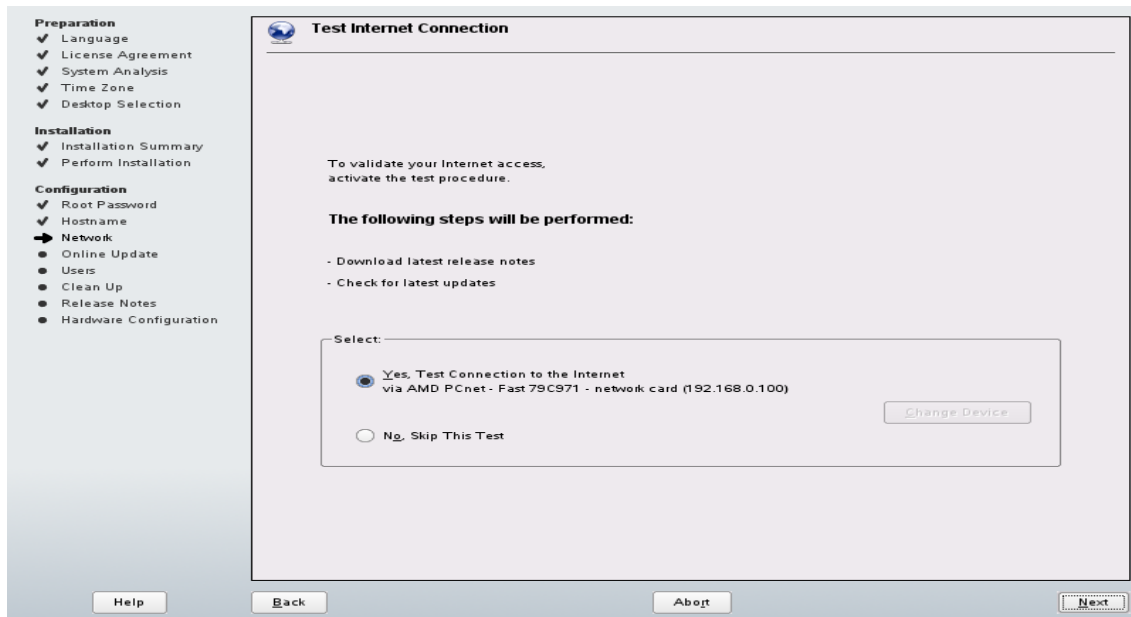 Preparation
Language
License Agreement
System Analysis
Time Zone
Desktop Selection
Installation
Installation Summary
Perform Installation
Configuration
Root Password
Hostname
Network
Online Update
Users
Clean Up
Release Notes
Hardware Configuration
Test Internet Connection
To validate your Internet access,
activate the test procedure.
The following steps will be performed:
- Download latest release notes
- Check for latest updates
Select:
Yes, Test Connection to the Internet
via AMD PCnet - Fast 79C971 - network card (192.168.0.100)
Change Device
No, Skip This Test
Help
Back
Abort
Next